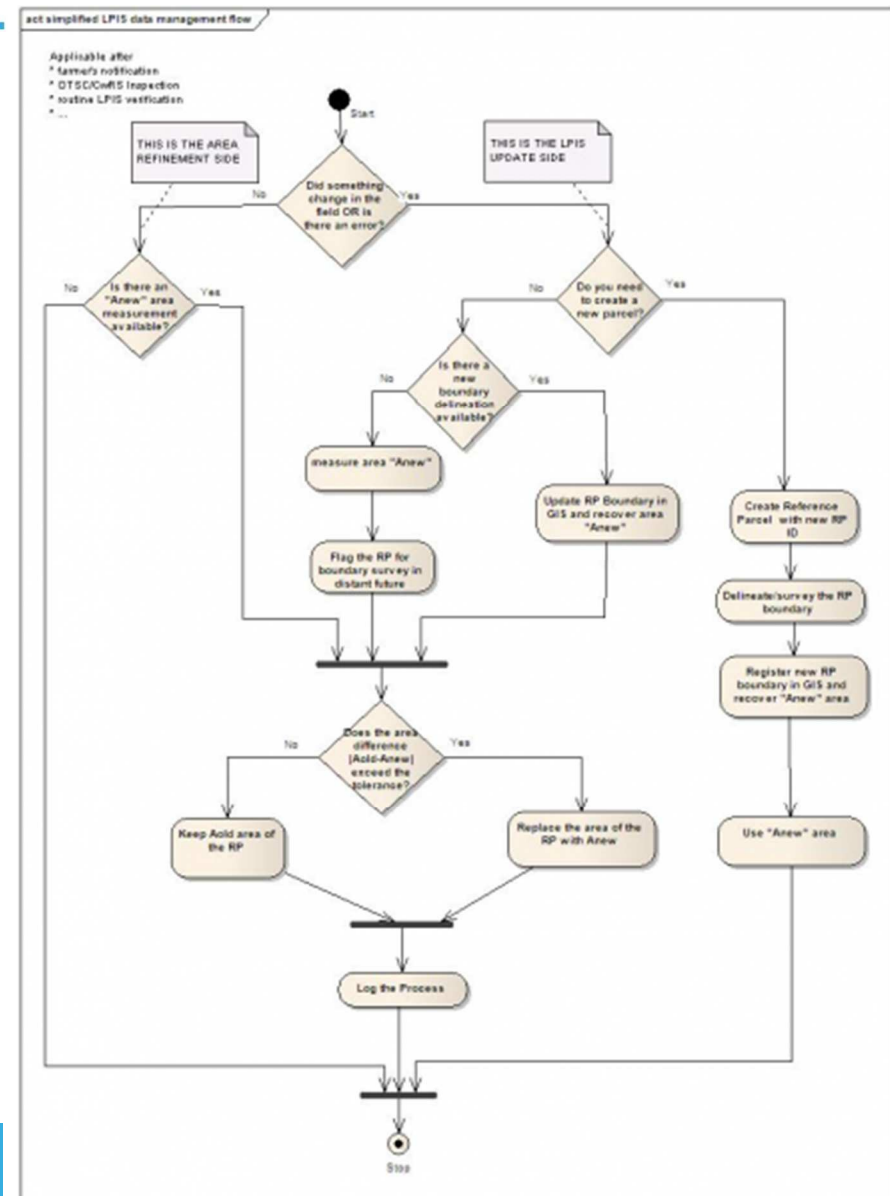 act simplified LPIS data management flow
Applicable after
* farmer's notification
* OTSC/CwRS Inspection
* routine LPIS verification
* ...
Start
THIS IS THE AREA
REFINEMENT SIDE
THIS IS THE LPIS
UPDATE SIDE
Did something
change in the
field OR is
there an error?
No
Yes
Is there an
"Anew" area
measurement
available?
No
Yes
Do you need
to create a
new parcel?
No
Yes
Is there a
new
boundary
delineation
available?
No
Yes
measure area "Anew"
Update RP Boundary in
GIS and recover area
"Anew"
Create Reference
Parcel with new RP
ID
Flag the RP for
boundary survey in
distant future
Delineate/survey the RP
boundary
Register new RP
boundary in GIS and
recover "Anew" area
Does the area
difference
|Aold-Anew|
exceed the
tolerance?
No
Yes
Keep Aold area of
the RP
Replace the area of the
RP with Anew
Use "Anew" area
Log the Process
Stop